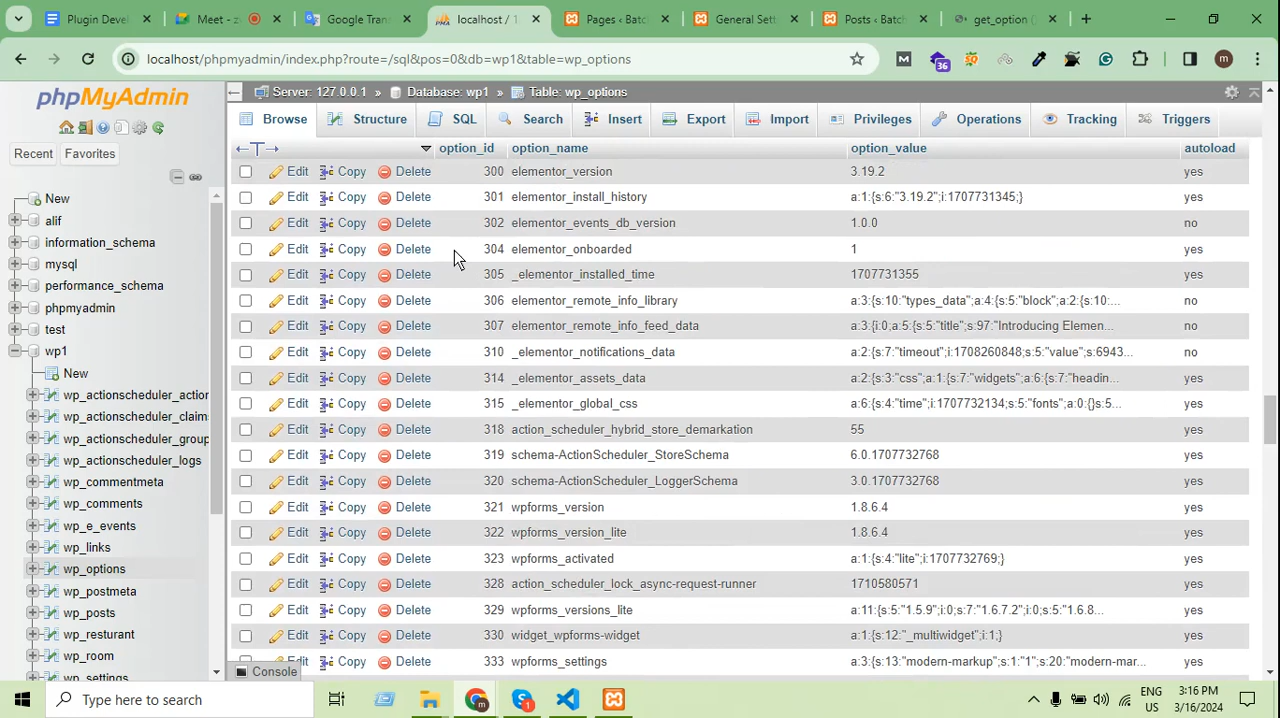 Plugin Deve
Meet - z
Google Tran
localhost / 1
Pages ‹ Batc
General Sett
Posts ‹ Batch
get_option (
localhost/phpmyadmin/index.php?route=/sql&pos=0&db=wp1&table=wp_options
M
36
m
phpMyAdmin
Recent
Favorites
New
alif
information_schema
mysql
performance_schema
phpmyadmin
test
wp1
New
wp_actionscheduler_action
wp_actionscheduler_claim
wp_actionscheduler_group
wp_actionscheduler_logs
wp_commentmeta
wp_comments
wp_e_events
wp_links
wp_options
wp_postmeta
wp_posts
wp_resturant
wp_room
wp_settings
Server: 127.0.0.1 » Database: wp1 » Table: wp_options
Browse Structure SQL Search Insert Export Import Privileges Operations Tracking Triggers
option_id option_name option_value autoload
Edit Copy Delete 300 elementor_version 3.19.2 yes
Edit Copy Delete 301 elementor_install_history a:1:{s:6:"3.19.2";i:1707731345;} yes
Edit Copy Delete 302 elementor_events_db_version 1.0.0 no
Edit Copy Delete 304 elementor_onboarded 1 yes
Edit Copy Delete 305 _elementor_installed_time 1707731355 yes
Edit Copy Delete 306 elementor_remote_info_library a:3:{s:10:"types_data";a:4:{s:5:"block";a:2:{s:10:... no
Edit Copy Delete 307 elementor_remote_info_feed_data a:3:{i:0;a:5:{s:5:"title";s:97:"Introducing Elemen... no
Edit Copy Delete 310 _elementor_notifications_data a:2:{s:7:"timeout";i:1708260848;s:5:"value";s:6943... no
Edit Copy Delete 314 _elementor_assets_data a:2:{s:3:"css";a:1:{s:7:"widgets";a:6:{s:7:"headin... yes
Edit Copy Delete 315 _elementor_global_css a:6:{s:4:"time";i:1707732134;s:5:"fonts";a:0:{}s:5... yes
Edit Copy Delete 318 action_scheduler_hybrid_store_demarkation 55 yes
Edit Copy Delete 319 schema-ActionScheduler_StoreSchema 6.0.1707732768 yes
Edit Copy Delete 320 schema-ActionScheduler_LoggerSchema 3.0.1707732768 yes
Edit Copy Delete 321 wpforms_version 1.8.6.4 yes
Edit Copy Delete 322 wpforms_version_lite 1.8.6.4 yes
Edit Copy Delete 323 wpforms_activated a:1:{s:4:"lite";i:1707732769;} yes
Edit Copy Delete 328 action_scheduler_lock_async-request-runner 1710580571 yes
Edit Copy Delete 329 wpforms_versions_lite a:11:{s:5:"1.5.9";i:0;s:7:"1.6.7.2";i:0;s:5:"1.6.8... yes
Edit Copy Delete 330 widget_wpforms-widget a:1:{s:12:"_multiwidget";i:1;} yes
Edit Copy Delete 333 wpforms_settings a:3:{s:13:"modern-markup";s:1:"1";s:20:"modern-mar... yes
Console
Type here to search
1
ENG
US
3:16 PM
3/16/2024